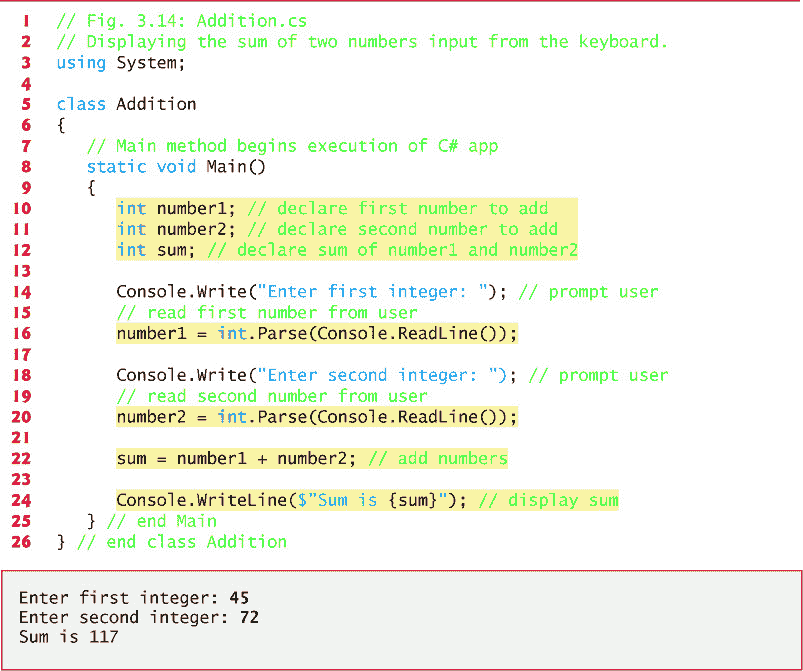 1 // Fig. 3.14: Addition.cs
2 // Displaying the sum of two numbers input from the keyboard.
3 using System;
4
5 class Addition
6 {
7 // Main method begins execution of C# app
8 static void Main()
9 {
10 int number1; // declare first number to add
11 int number2; // declare second number to add
12 int sum; // declare sum of number1 and number2
13
14 Console.Write("Enter first integer: "); // prompt user
15 // read first number from user
16 number1 = int.Parse(Console.ReadLine());
17
18 Console.Write("Enter second integer: "); // prompt user
19 // read second number from user
20 number2 = int.Parse(Console.ReadLine());
21
22 sum = number1 + number2; // add numbers
23
24 Console.WriteLine($"Sum is {sum}"); // display sum
25 } // end Main
26 } // end class Addition
Enter first integer: 45
Enter second integer: 72
Sum is 117